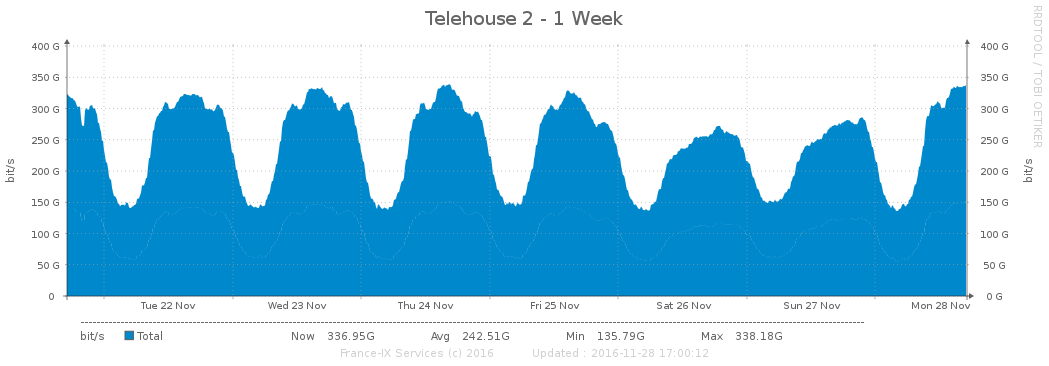 Telehouse 2 - 1 Week
RRDTOOL / TOBI OETIKER
400 G 400 G
350 G 350 G
300 G 300 G
250 G 250 G
200 G 200 G
150 G 150 G
100 G 100 G
50 G 50 G
0 0 G
bit/s
bit/s
Tue 22 Nov Wed 23 Nov Thu 24 Nov Fri 25 Nov Sat 26 Nov Sun 27 Nov Mon 28 Nov
bit/s Total Now 336.95G Avg 242.51G Min 135.79G Max 338.18G
France-IX Services (c) 2016 Updated : 2016-11-28 17:00:12